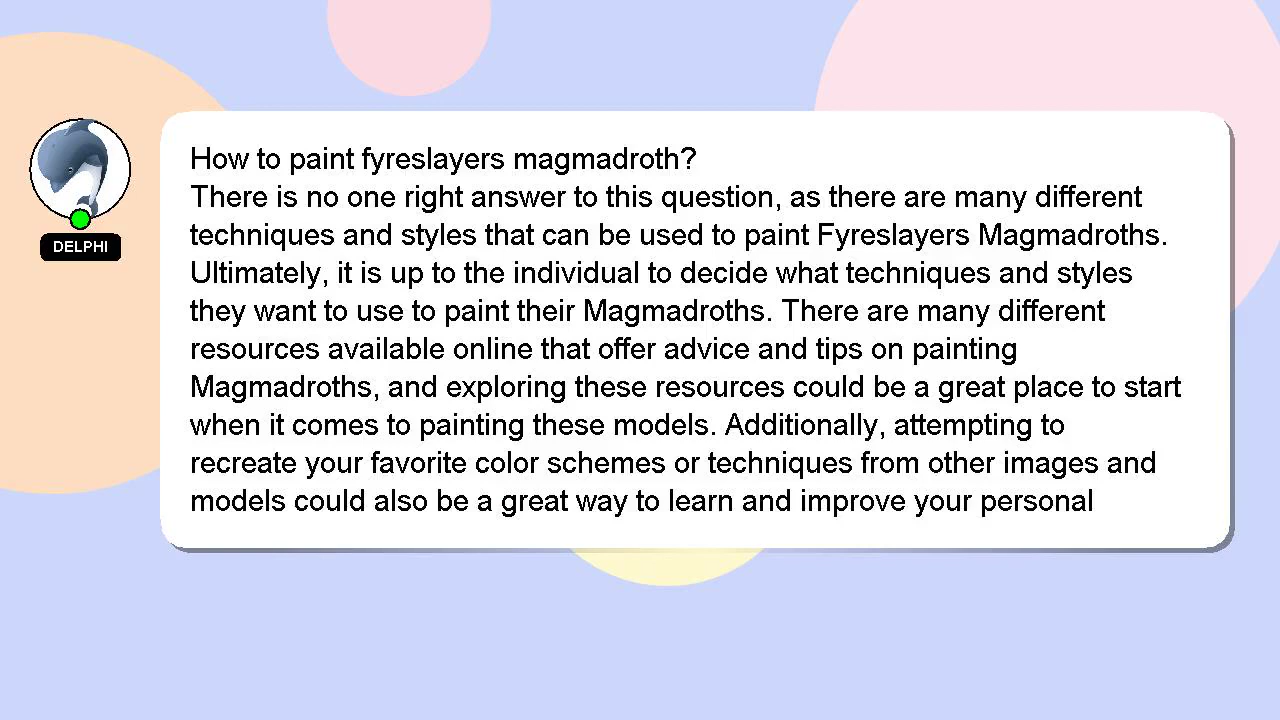 How to paint fyreslayers magmadroth?
There is no one right answer to this question, as there are many different
techniques and styles that can be used to paint Fyreslayers Magmadroths.
Ultimately, it is up to the individual to decide what techniques and styles
they want to use to paint their Magmadroths. There are many different
resources available online that offer advice and tips on painting
Magmadroths, and exploring these resources could be a great place to start
when it comes to painting these models. Additionally, attempting to
recreate your favorite color schemes or techniques from other images and
models could also be a great way to learn and improve your personal
DELPHI